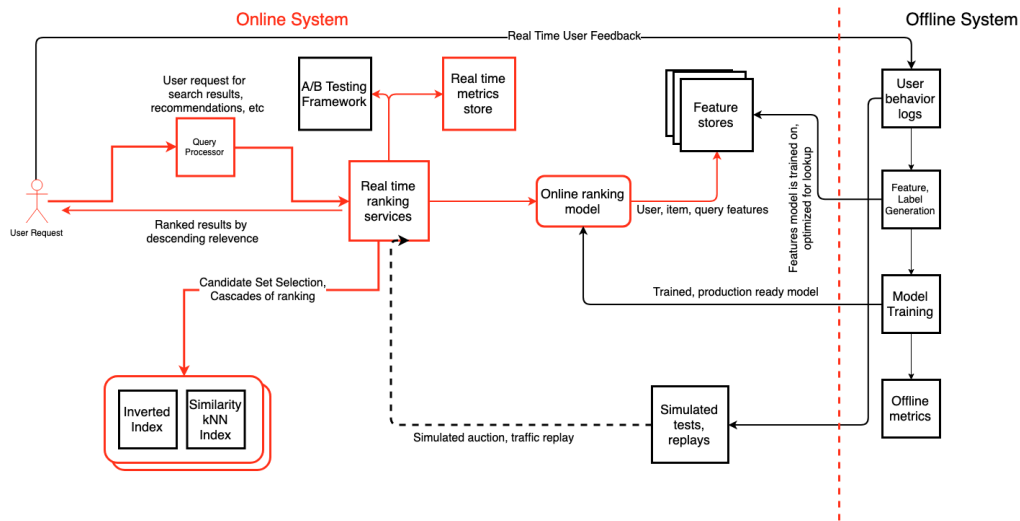 Online System
Offline System
Real Time User Feedback
User request for
search results,
recommendations, etc
A/B Testing
Framework
Real time
metrics
store
Feature
stores
User
behavior
logs
Query
Processor
Real time
ranking
services
Online ranking
model
User, item, query features
Features model is trained on,
optimized for lookup
Feature,
Label
Generation
User Request
Ranked results by
descending relevence
Candidate Set Selection,
Cascades of ranking
Trained, production ready model
Model
Training
Inverted
Index
Similarity
kNN
Index
Simulated auction, traffic replay
Simulated
tests,
replays
Offline
metrics